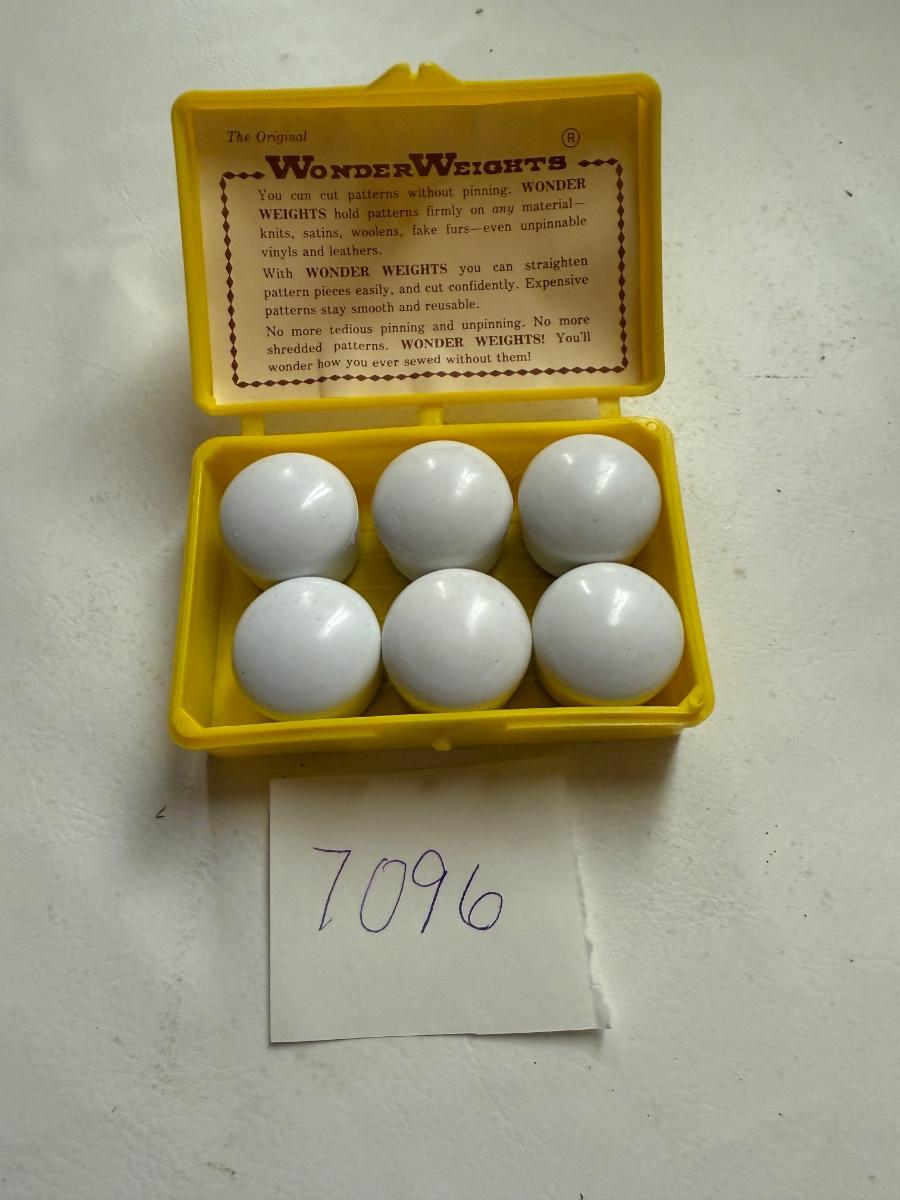 The Original
®
WONDERWEIGHTS
You can cut patterns without pinning. WONDER
WEIGHTS hold patterns firmly on any material—
knits, satins, woolens, fake furs—even unpinnable
vinyls and leathers.
With WONDER WEIGHTS you can straighten
pattern pieces easily, and cut confidently. Expensive
patterns stay smooth and reusable.
No more tedious pinning and unpinning. No more
shredded patterns. WONDER WEIGHTS! You'll
wonder how you ever sewed without them!
7096